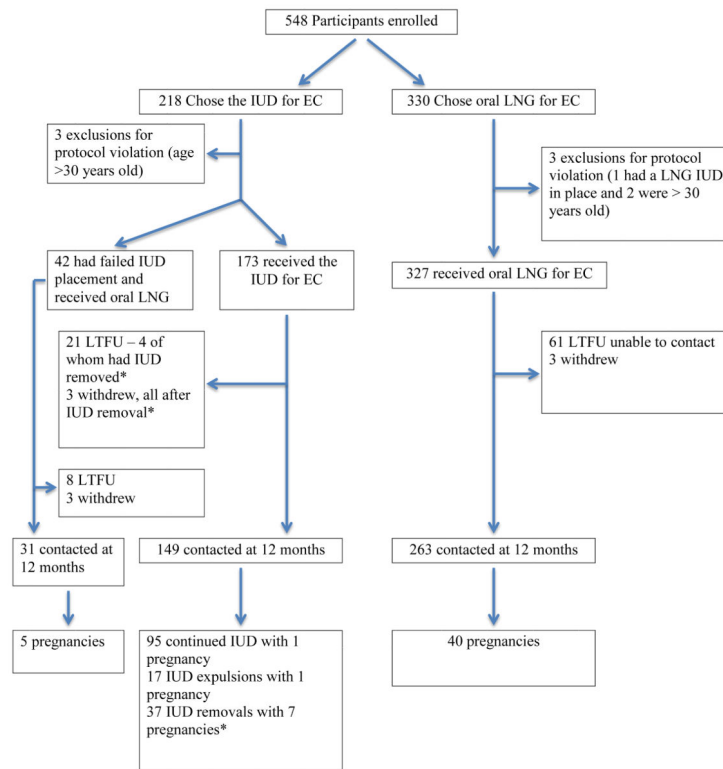 548 Participants enrolled
218 Chose the IUD for EC
330 Chose oral LNG for EC
3 exclusions for
protocol violation (age
>30 years old)
3 exclusions for protocol
violation (1 had a LNG IUD
in place and 2 were > 30
years old)
42 had failed IUD
placement and
received oral LNG
173 received the
IUD for EC
327 received oral LNG for EC
21 LTFU – 4 of
whom had IUD
removed*
3 withdrew, all after
IUD removal*
61 LTFU unable to contact
3 withdrew
8 LTFU
3 withdrew
31 contacted at
12 months
149 contacted at 12 months
263 contacted at 12 months
5 pregnancies
95 continued IUD with 1
pregnancy
17 IUD expulsions with 1
pregnancy
37 IUD removals with 7
pregnancies*
40 pregnancies